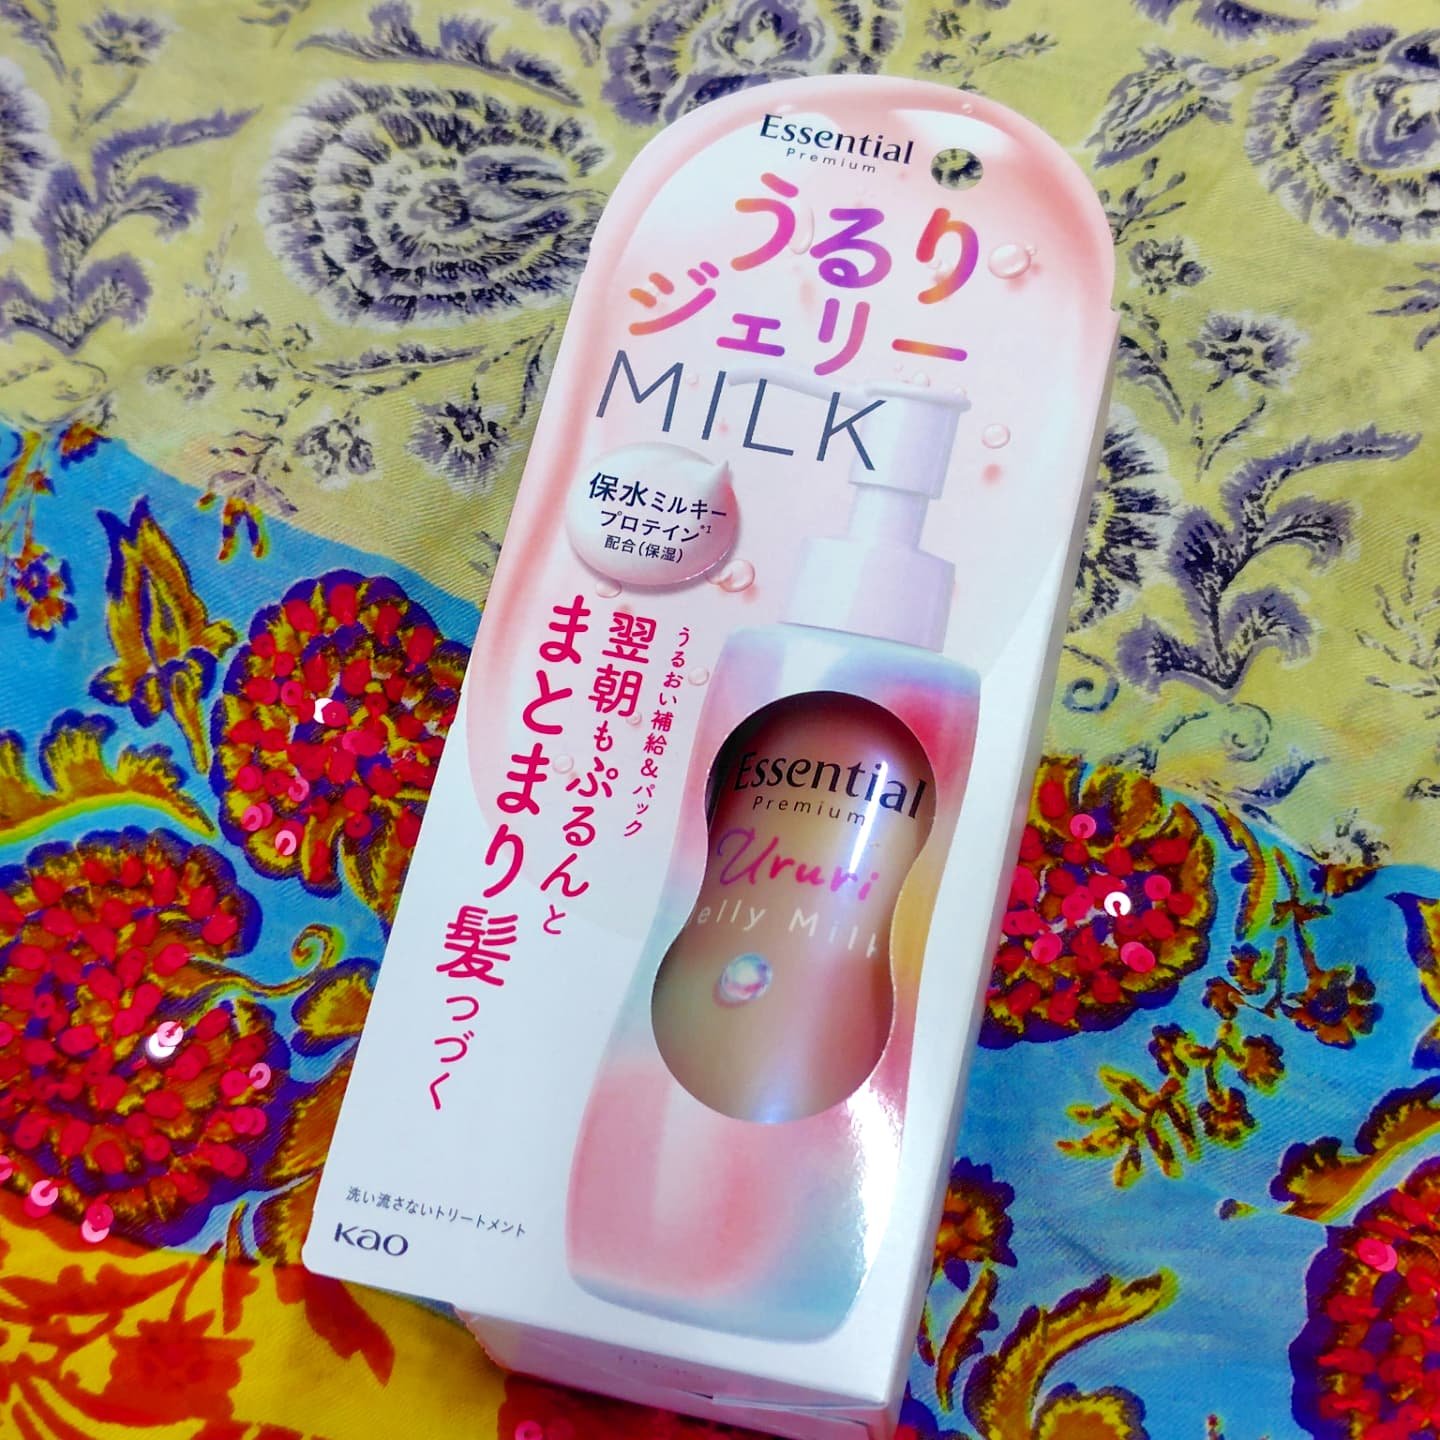 Essential
Premium
うるり
ジェリー
MILK
保水ミルキー
プロテイン*1
配合(保湿)
うるおい補給&パック
翌朝もぷるんと
まとまり髪つづく
Essential
Premium
Ururi
elly Milk
洗い流さないトリートメント
Kao